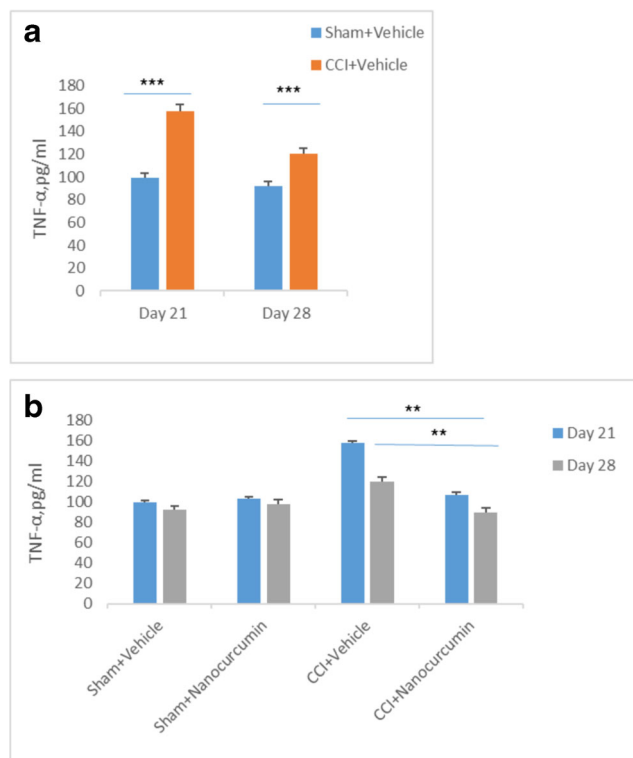 a
Sham+Vehicle
CCI+Vehicle
TNF-α,pg/ml
180
160
140
120
100
80
60
40
20
0
***
***
Day 21
Day 28
b
TNF-α,pg/ml
180
160
140
120
100
80
60
40
20
0
**
**
Day 21
Day 28
Sham+Vehicle
Sham+Nanocurcumin
CCI+Vehicle
CCI+Nanocurcumin